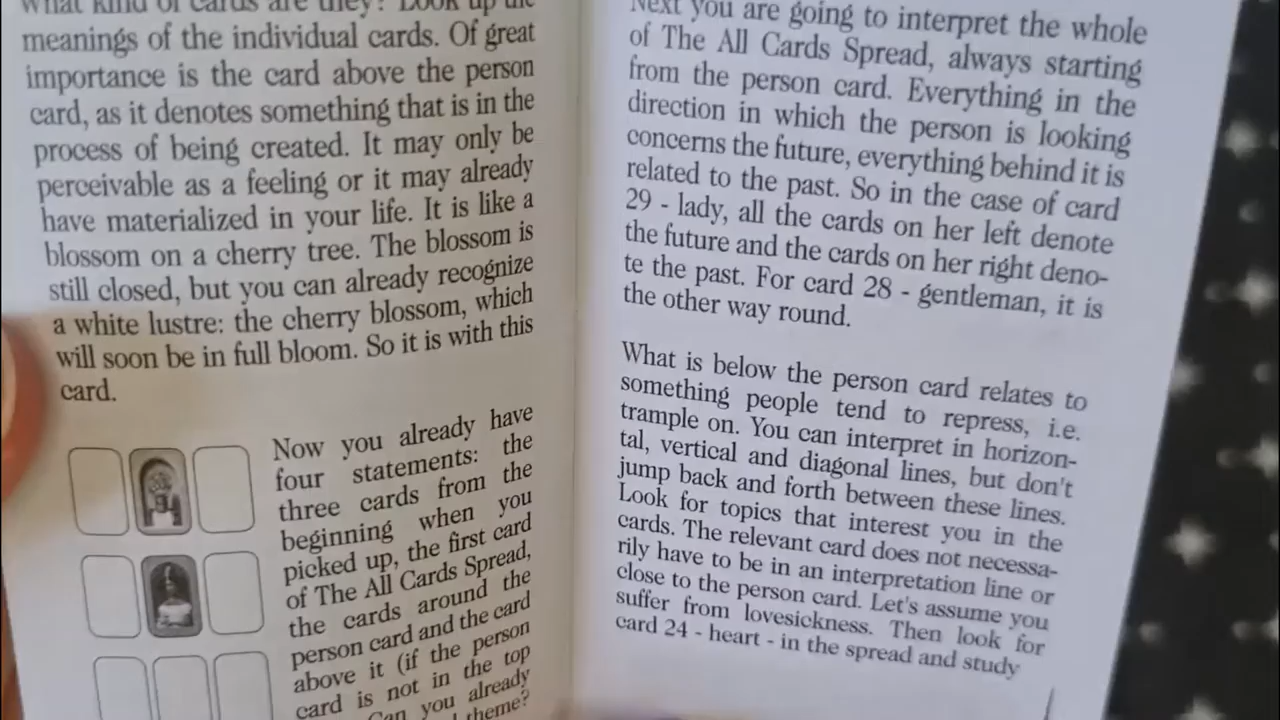 What kind of cards are they? Look up the
meanings of the individual cards. Of great
importance is the card above the person
card, as it denotes something that is in the
process of being created. It may only be
perceivable as a feeling or it may already
have materialized in your life. It is like a
blossom on a cherry tree. The blossom is
still closed, but you can already recognize
a white lustre: the cherry blossom, which
will soon be in full bloom. So it is with this
card.
Now you already have
four statements: the
three cards from the
beginning when you
picked up, the first card
of The All Cards Spread,
the cards around the
person card and the card
above it (if the person
card is not in the top
Can you already
theme?
Next you are going to interpret the whole
of The All Cards Spread, always starting
from the person card. Everything in the
direction in which the person is looking
concerns the future, everything behind it is
related to the past. So in the case of card
29 - lady, all the cards on her left denote
the future and the cards on her right deno-
te the past. For card 28 - gentleman, it is
the other way round.
What is below the person card relates to
something people tend to repress, i.e.
trample on. You can interpret in horizon-
tal, vertical and diagonal lines, but don't
jump back and forth between these lines.
Look for topics that interest you in the
cards. The relevant card does not necessa-
rily have to be in an interpretation line or
close to the person card. Let's assume you
suffer from lovesickness. Then look for
card 24 - heart - in the spread and study